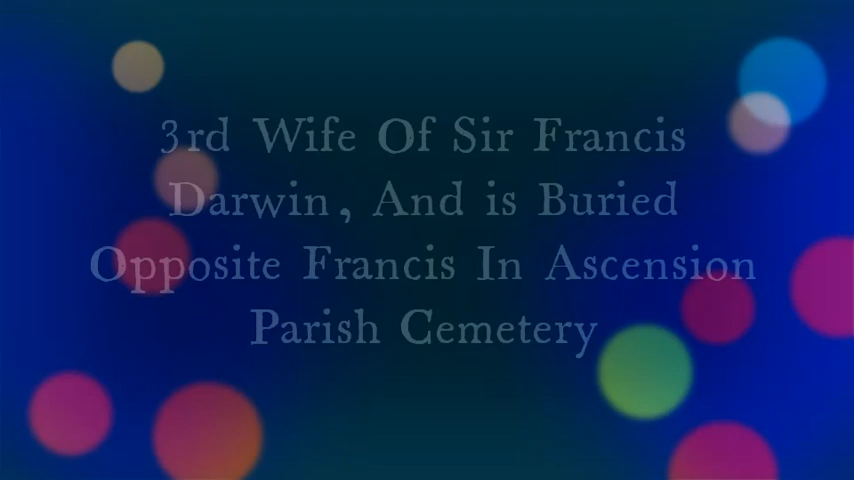 3rd Wife Of Sir Francis
Darwin, And is Buried
Opposite Francis In Ascension
Parish Cemetery